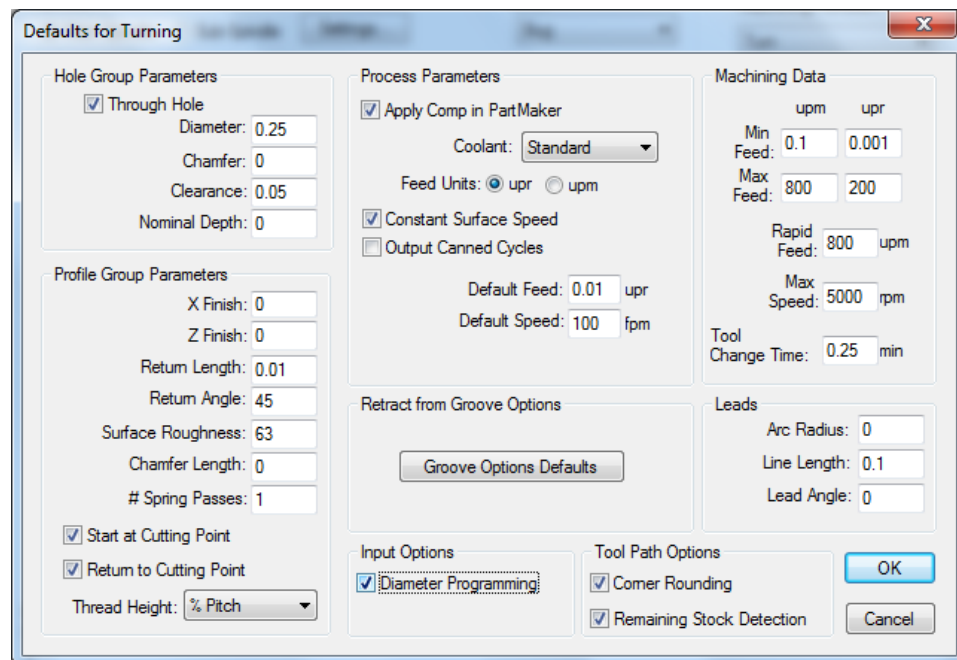 Defaults for Turning
Hole Group Parameters
Through Hole
Diameter: 0.25
Chamfer: 0
Clearance: 0.05
Nominal Depth: 0
Profile Group Parameters
X Finish: 0
Z Finish: 0
Return Length: 0.01
Return Angle: 45
Surface Roughness: 63
Chamfer Length: 0
# Spring Passes: 1
Start at Cutting Point
Return to Cutting Point
Thread Height: % Pitch
Process Parameters
Apply Comp in PartMaker
Coolant: Standard
Feed Units: upr upm
Constant Surface Speed
Output Canned Cycles
Default Feed: 0.01 upr
Default Speed: 100 fpm
Retract from Groove Options
Groove Options Defaults
Input Options
Diameter Programming
Machining Data
upm upr
Min
Feed: 0.1 0.001
Max
Feed: 800 200
Rapid
Feed: 800 upm
Max
Speed: 5000 rpm
Tool
Change Time: 0.25 min
Leads
Arc Radius: 0
Line Length: 0.1
Lead Angle: 0
Tool Path Options
Corner Rounding
Remaining Stock Detection
OK
Cancel